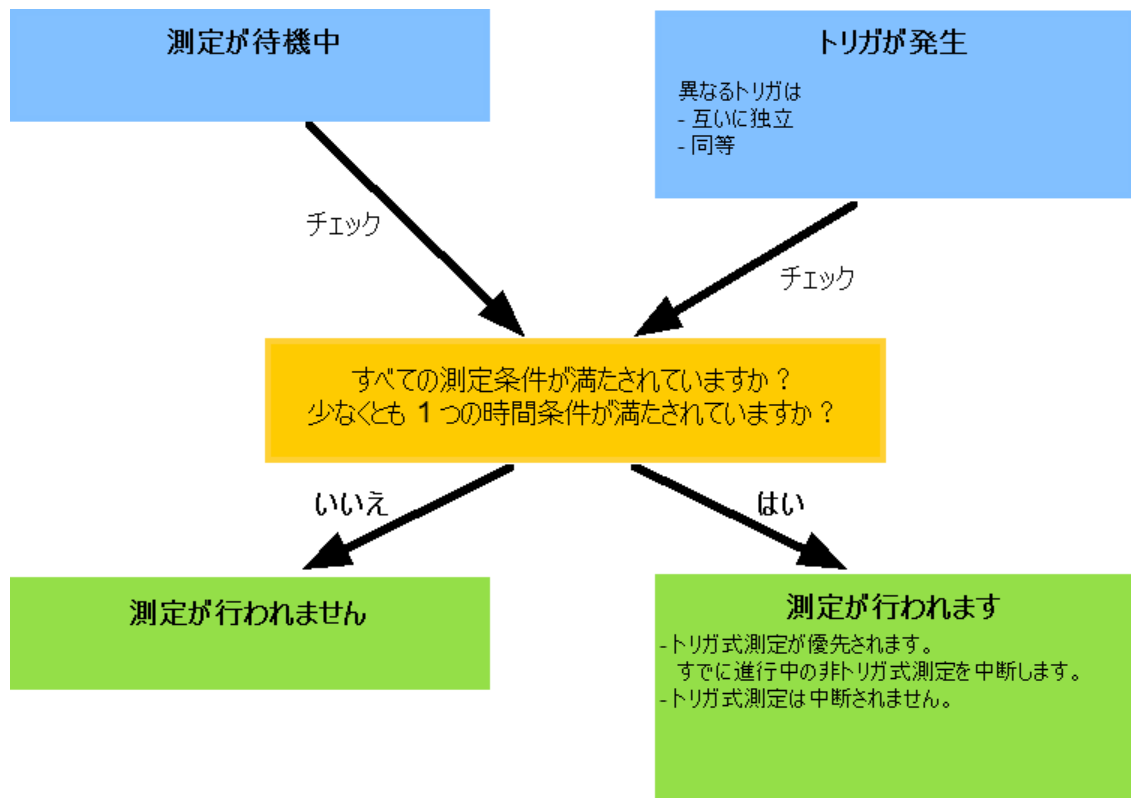 測定が待機中
トリガが発生
異なるトリガは
- 互いに独立
- 同等
チェック
チェック
すべての測定条件が満たされていますか？
少なくとも 1 つの時間条件が満たされていますか？
いいえ
はい
測定が行われません
測定が行われます
- トリガ式測定が優先されます。
すでに進行中の非トリガ式測定を中断します。
- トリガ式測定は中断されません。